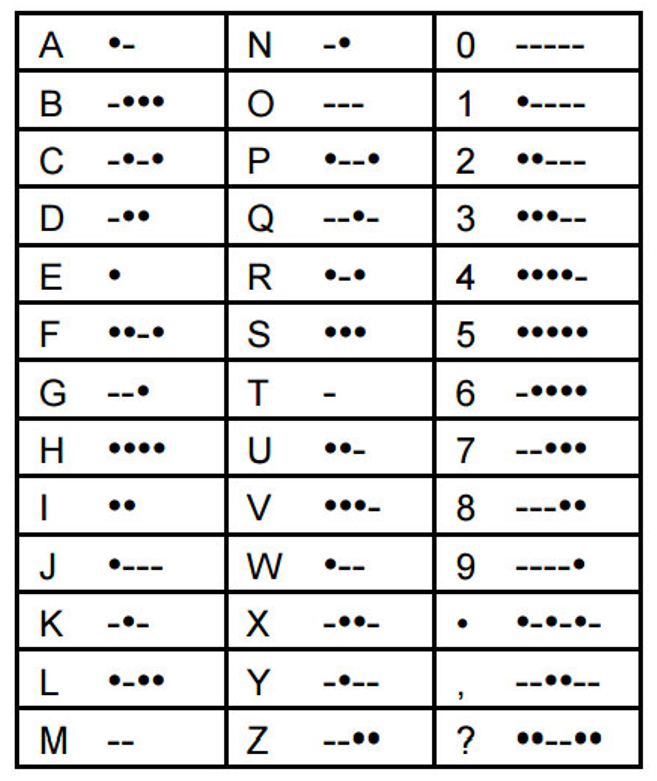 A •- N -• 0 -----
B -••• O --- 1 •----
C -•-• P •--• 2 ••---
D -•• Q --•- 3 •••--
E • R •-• 4 ••••-
F ••-• S ••• 5 •••••
G --• T - 6 -••••
H •••• U ••- 7 --•••
I •• V •••- 8 ---••
J •--- W •-- 9 ----•
K -•- X -••- • •-•-•-
L •-•• Y -•-- , --••--
M -- Z --•• ? ••--••